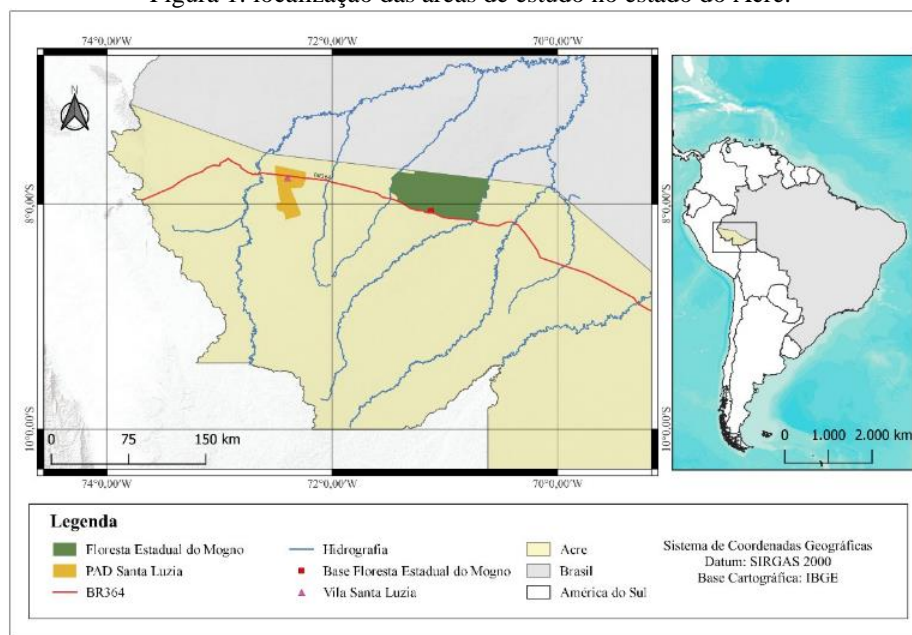 Figura 1: localização das áreas de estudo no estado do Acre.
74°0,00'W 72°0,00'W 70°0,00'W
N
BR364
8°0,00'S 8°0,00'S
10°0,00'S 10°0,00'S
0 75 150 km
0 1.000 2.000 km
74°0,00'W 72°0,00'W 70°0,00'W
Legenda
Floresta Estadual do Mogno
PAD Santa Luzia
BR364
Hidrografia
Base Floresta Estadual do Mogno
Vila Santa Luzia
Acre
Brasil
América do Sul
Sistema de Coordenadas Geográficas
Datum: SIRGAS 2000
Base Cartográfica: IBGE